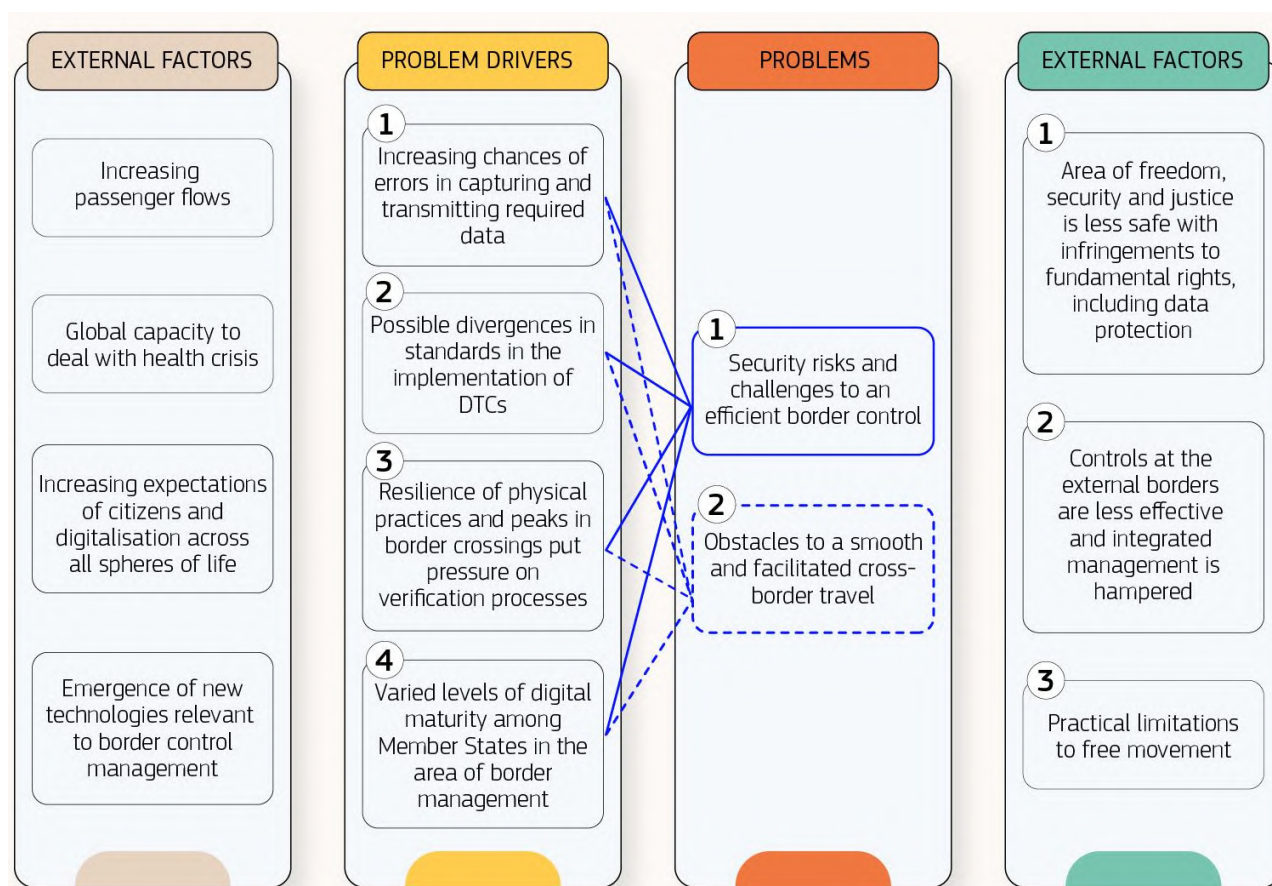 EXTERNAL FACTORS
Increasing
passenger flows
Global capacity to
deal with health crisis
Increasing expectations
of citizens and
digitalisation across
all spheres of life
Emergence of new
technologies relevant
to border control
management
PROBLEM DRIVERS
1
Increasing chances of
errors in capturing and
transmitting required
data
2
Possible divergences in
standards in the
implementation of
DTCs
3
Resilience of physical
practices and peaks in
border crossings put
pressure on
verification processes
4
Varied levels of digital
maturity among
Member States in the
area of border
management
PROBLEMS
1
Security risks and
challenges to an
efficient border control
2
Obstacles to a smooth
and facilitated cross-
border travel
EXTERNAL FACTORS
1
Area of freedom,
security and justice
is less safe with
infringements to
fundamental rights,
including data
protection
2
Controls at the
external borders
are less effective
and integrated
management is
hampered
3
Practical limitations
to free movement